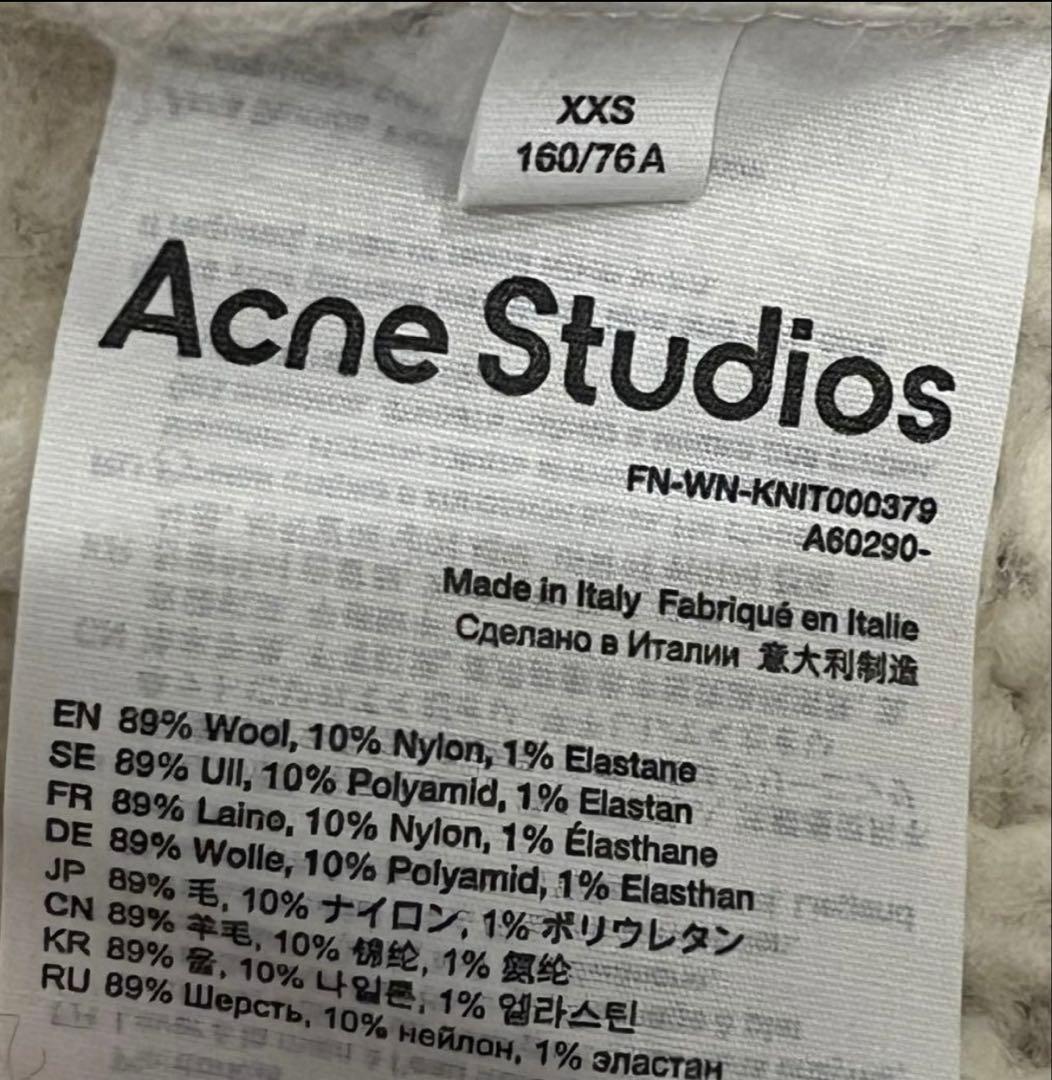 XXS
160/76A
Acne Studios
FN-WN-KNIT000379
A60290-
Made in Italy Fabriqué en Italie
Сделано в Италии 意大利制造
EN 89% Wool, 10% Nylon, 1% Elastane
SE 89% Ull, 10% Polyamid, 1% Elastan
FR 89% Laine, 10% Nylon, 1% Élasthane
DE 89% Wolle, 10% Polyamid, 1% Elasthan
JP 89% 毛, 10% ナイロン, 1% ポリウレタン
CN 89% 羊毛, 10% 锦纶, 1% 氨纶
KR 89% 울, 10% 나일론, 1% 엘라스틴
RU 89% Шерсть, 10% нейлон, 1% эластан